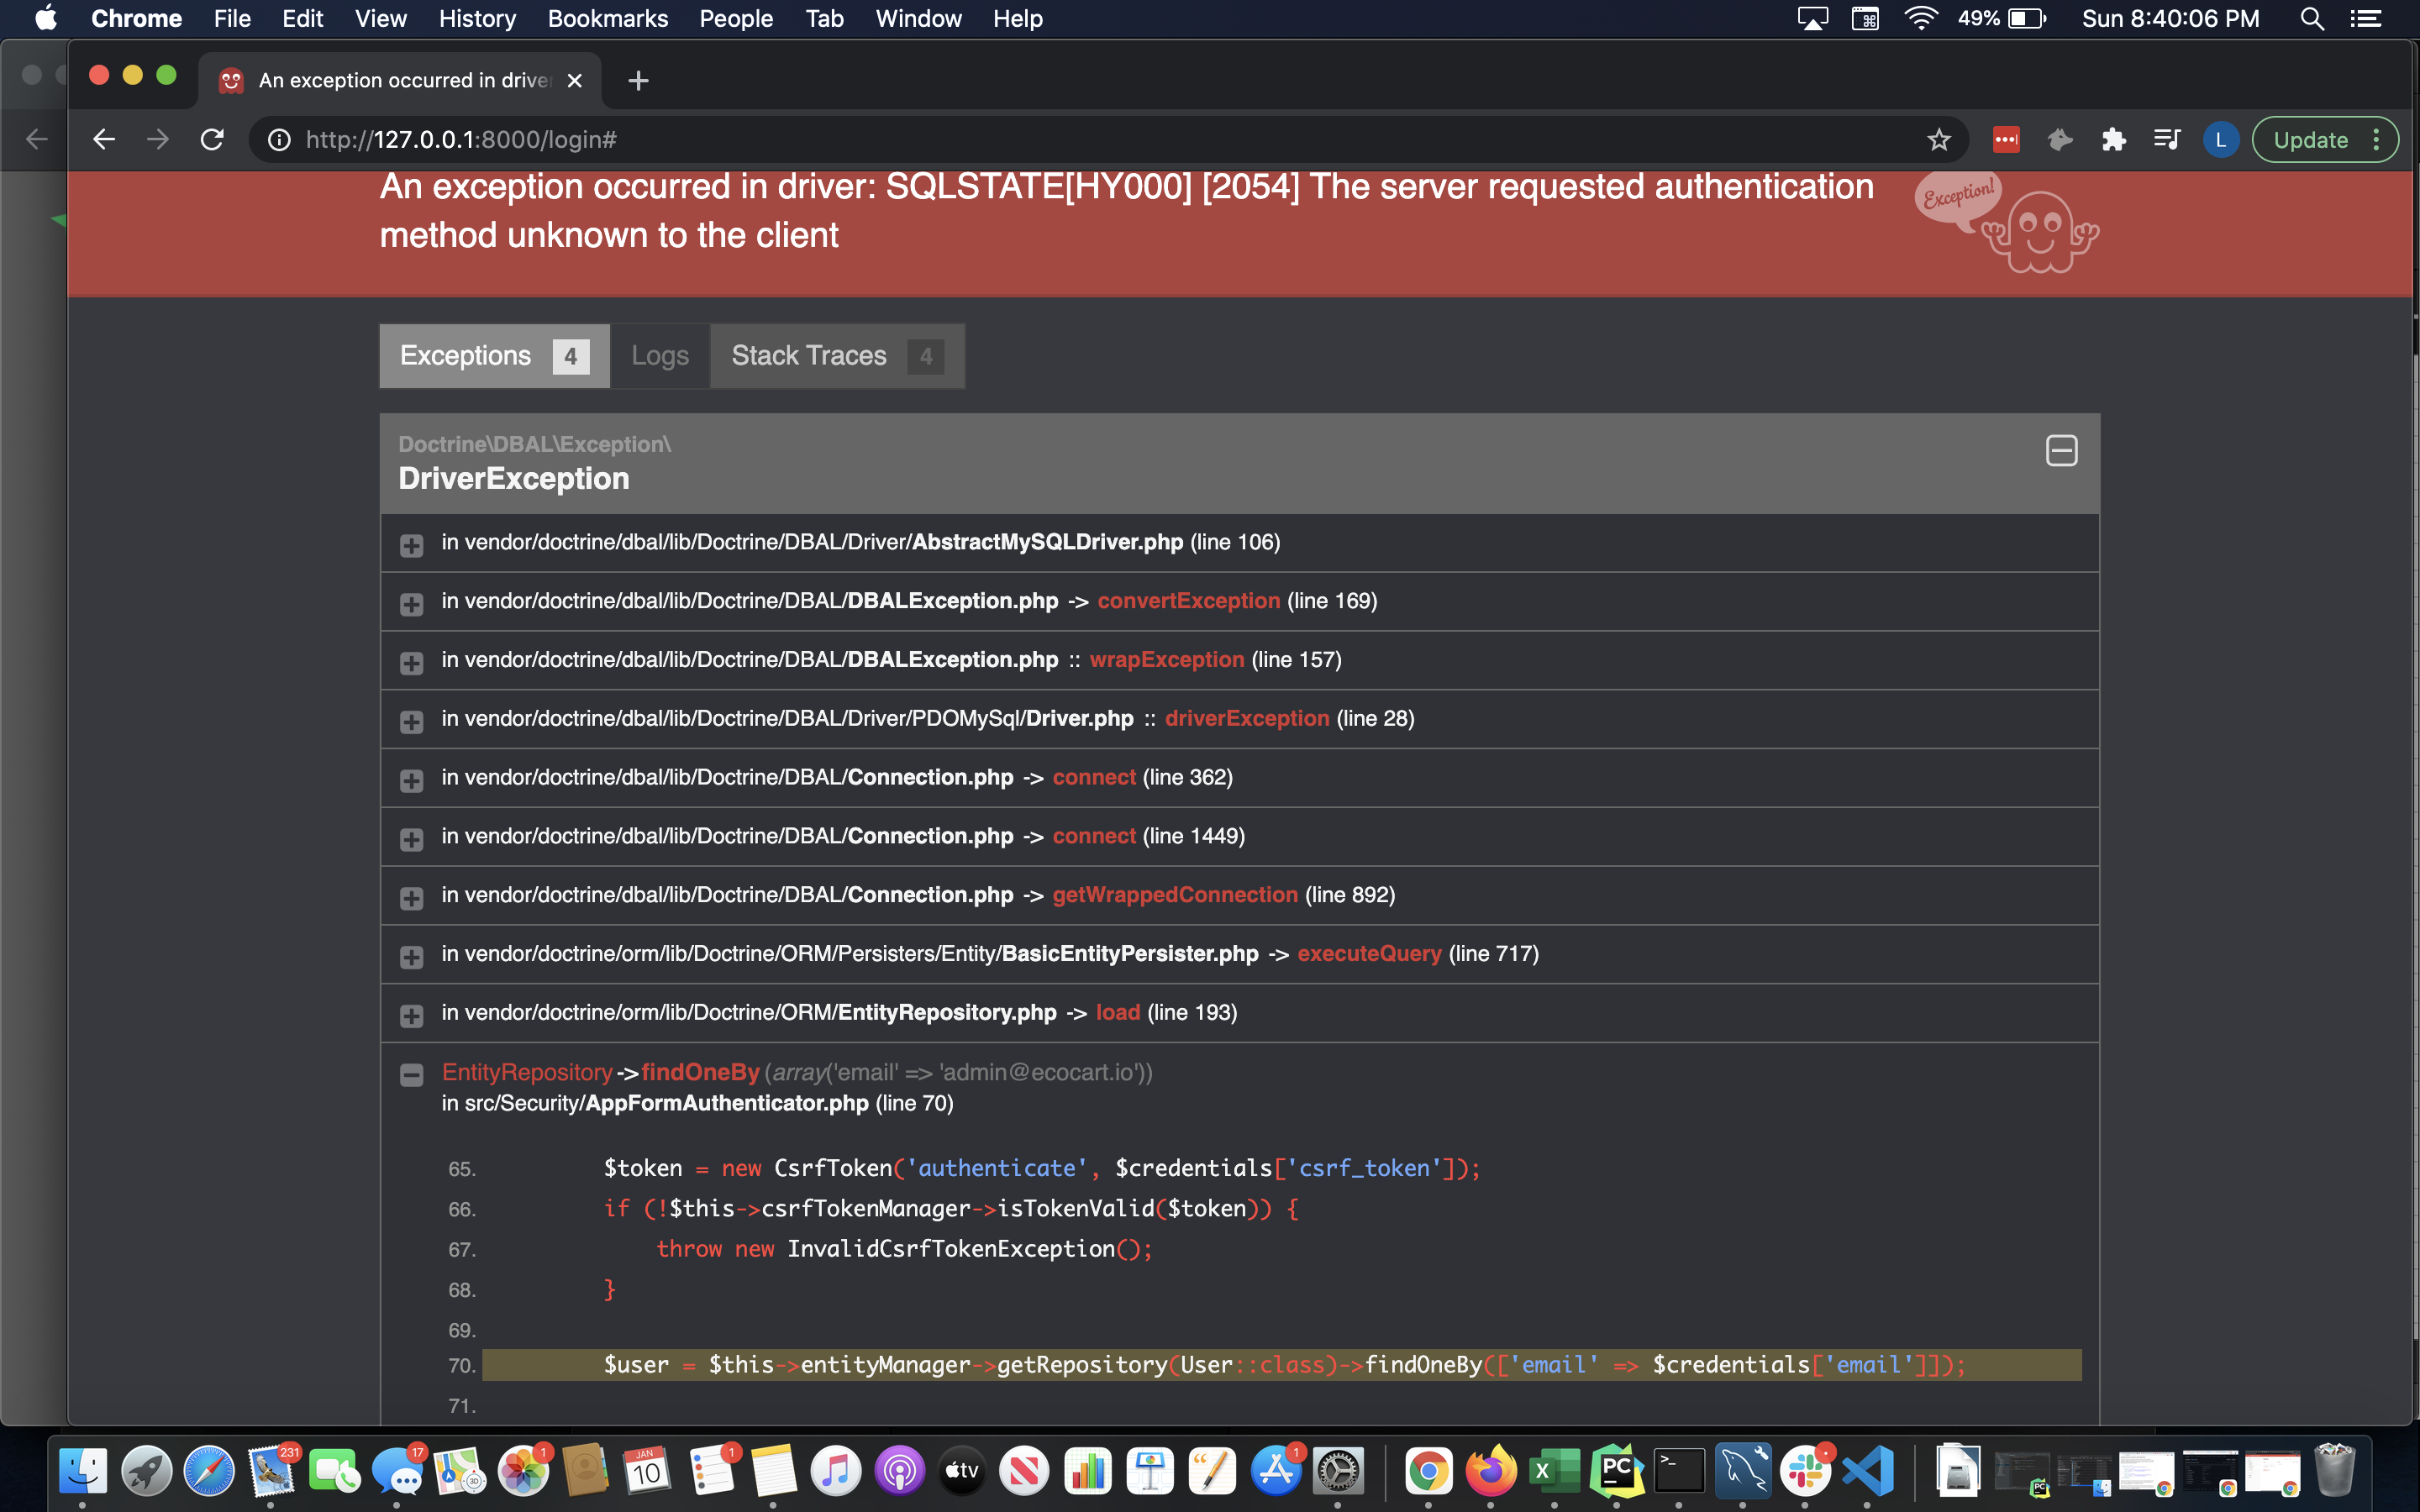 Chrome File Edit View History Bookmarks People Tab Window Help 49% Sun 8:40:06 PM
An exception occurred in drive
http://127.0.0.1:8000/login# L Update
An exception occurred in driver: SQLSTATE[HY000] [2054] The server requested authentication
method unknown to the client
Exception!
Exceptions 4 Logs Stack Traces 4
Doctrine\DBAL\Exception\
DriverException
in vendor/doctrine/dbal/lib/Doctrine/DBAL/Driver/AbstractMySQLDriver.php (line 106)
in vendor/doctrine/dbal/lib/Doctrine/DBAL/DBALException.php -> convertException (line 169)
in vendor/doctrine/dbal/lib/Doctrine/DBAL/DBALException.php :: wrapException (line 157)
in vendor/doctrine/dbal/lib/Doctrine/DBAL/Driver/PDOMySql/Driver.php :: driverException (line 28)
in vendor/doctrine/dbal/lib/Doctrine/DBAL/Connection.php -> connect (line 362)
in vendor/doctrine/dbal/lib/Doctrine/DBAL/Connection.php -> connect (line 1449)
in vendor/doctrine/dbal/lib/Doctrine/DBAL/Connection.php -> getWrappedConnection (line 892)
in vendor/doctrine/orm/lib/Doctrine/ORM/Persisters/Entity/BasicEntityPersister.php -> executeQuery (line 717)
in vendor/doctrine/orm/lib/Doctrine/ORM/EntityRepository.php -> load (line 193)
EntityRepository->findOneBy(array('email' => 'admin@ecocart.io'))
in src/Security/AppFormAuthenticator.php (line 70)
65. $token = new CsrfToken('authenticate', $credentials['csrf_token']);
66. if (!$this->csrfTokenManager->isTokenValid($token)) {
67. throw new InvalidCsrfTokenException();
68. }
69.
70. $user = $this->entityManager->getRepository(User::class)->findOneBy(['email' => $credentials['email']]);
71.
231 17 3D 1 JAN 10 1 tv 1 X PC >_